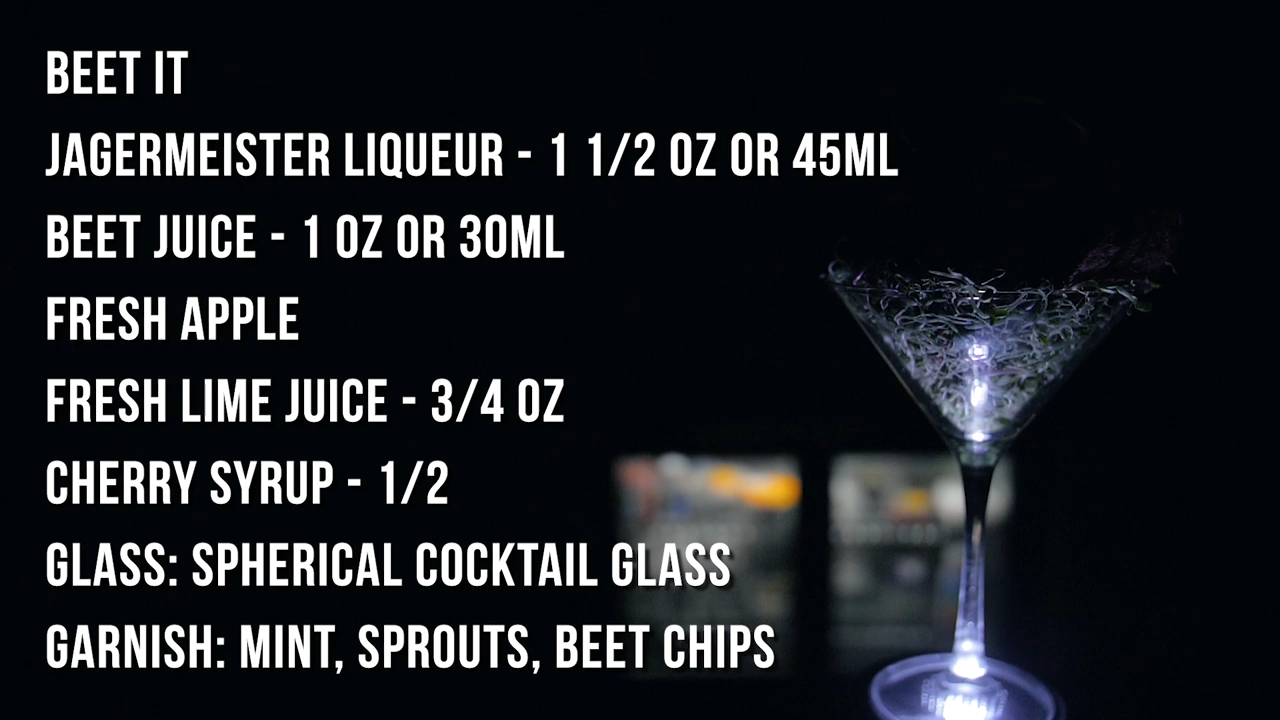 BEET IT
JAGERMEISTER LIQUEUR - 1 1/2 OZ OR 45ML
BEET JUICE - 1 OZ OR 30ML
FRESH APPLE
FRESH LIME JUICE - 3/4 OZ
CHERRY SYRUP - 1/2
GLASS: SPHERICAL COCKTAIL GLASS
GARNISH: MINT, SPROUTS, BEET CHIPS